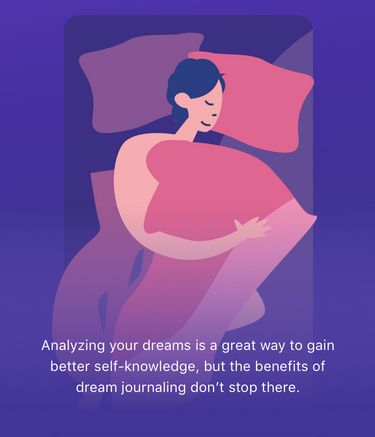 Analyzing your dreams is a great way to gain
better self-knowledge, but the benefits of
dream journaling don’t stop there.